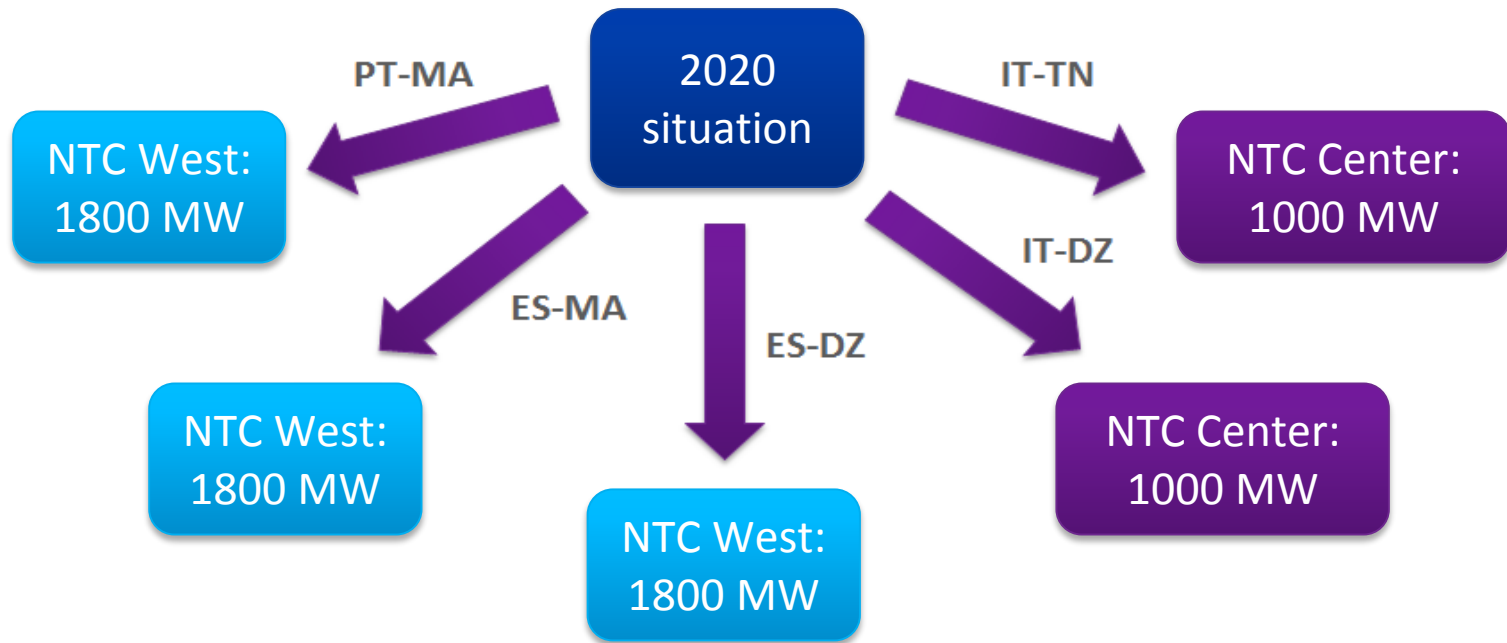 2020
situation
PT-MA
IT-TN
NTC West:
1800 MW
NTC Center:
1000 MW
ES-MA
ES-DZ
IT-DZ
NTC West:
1800 MW
NTC West:
1800 MW
NTC Center:
1000 MW